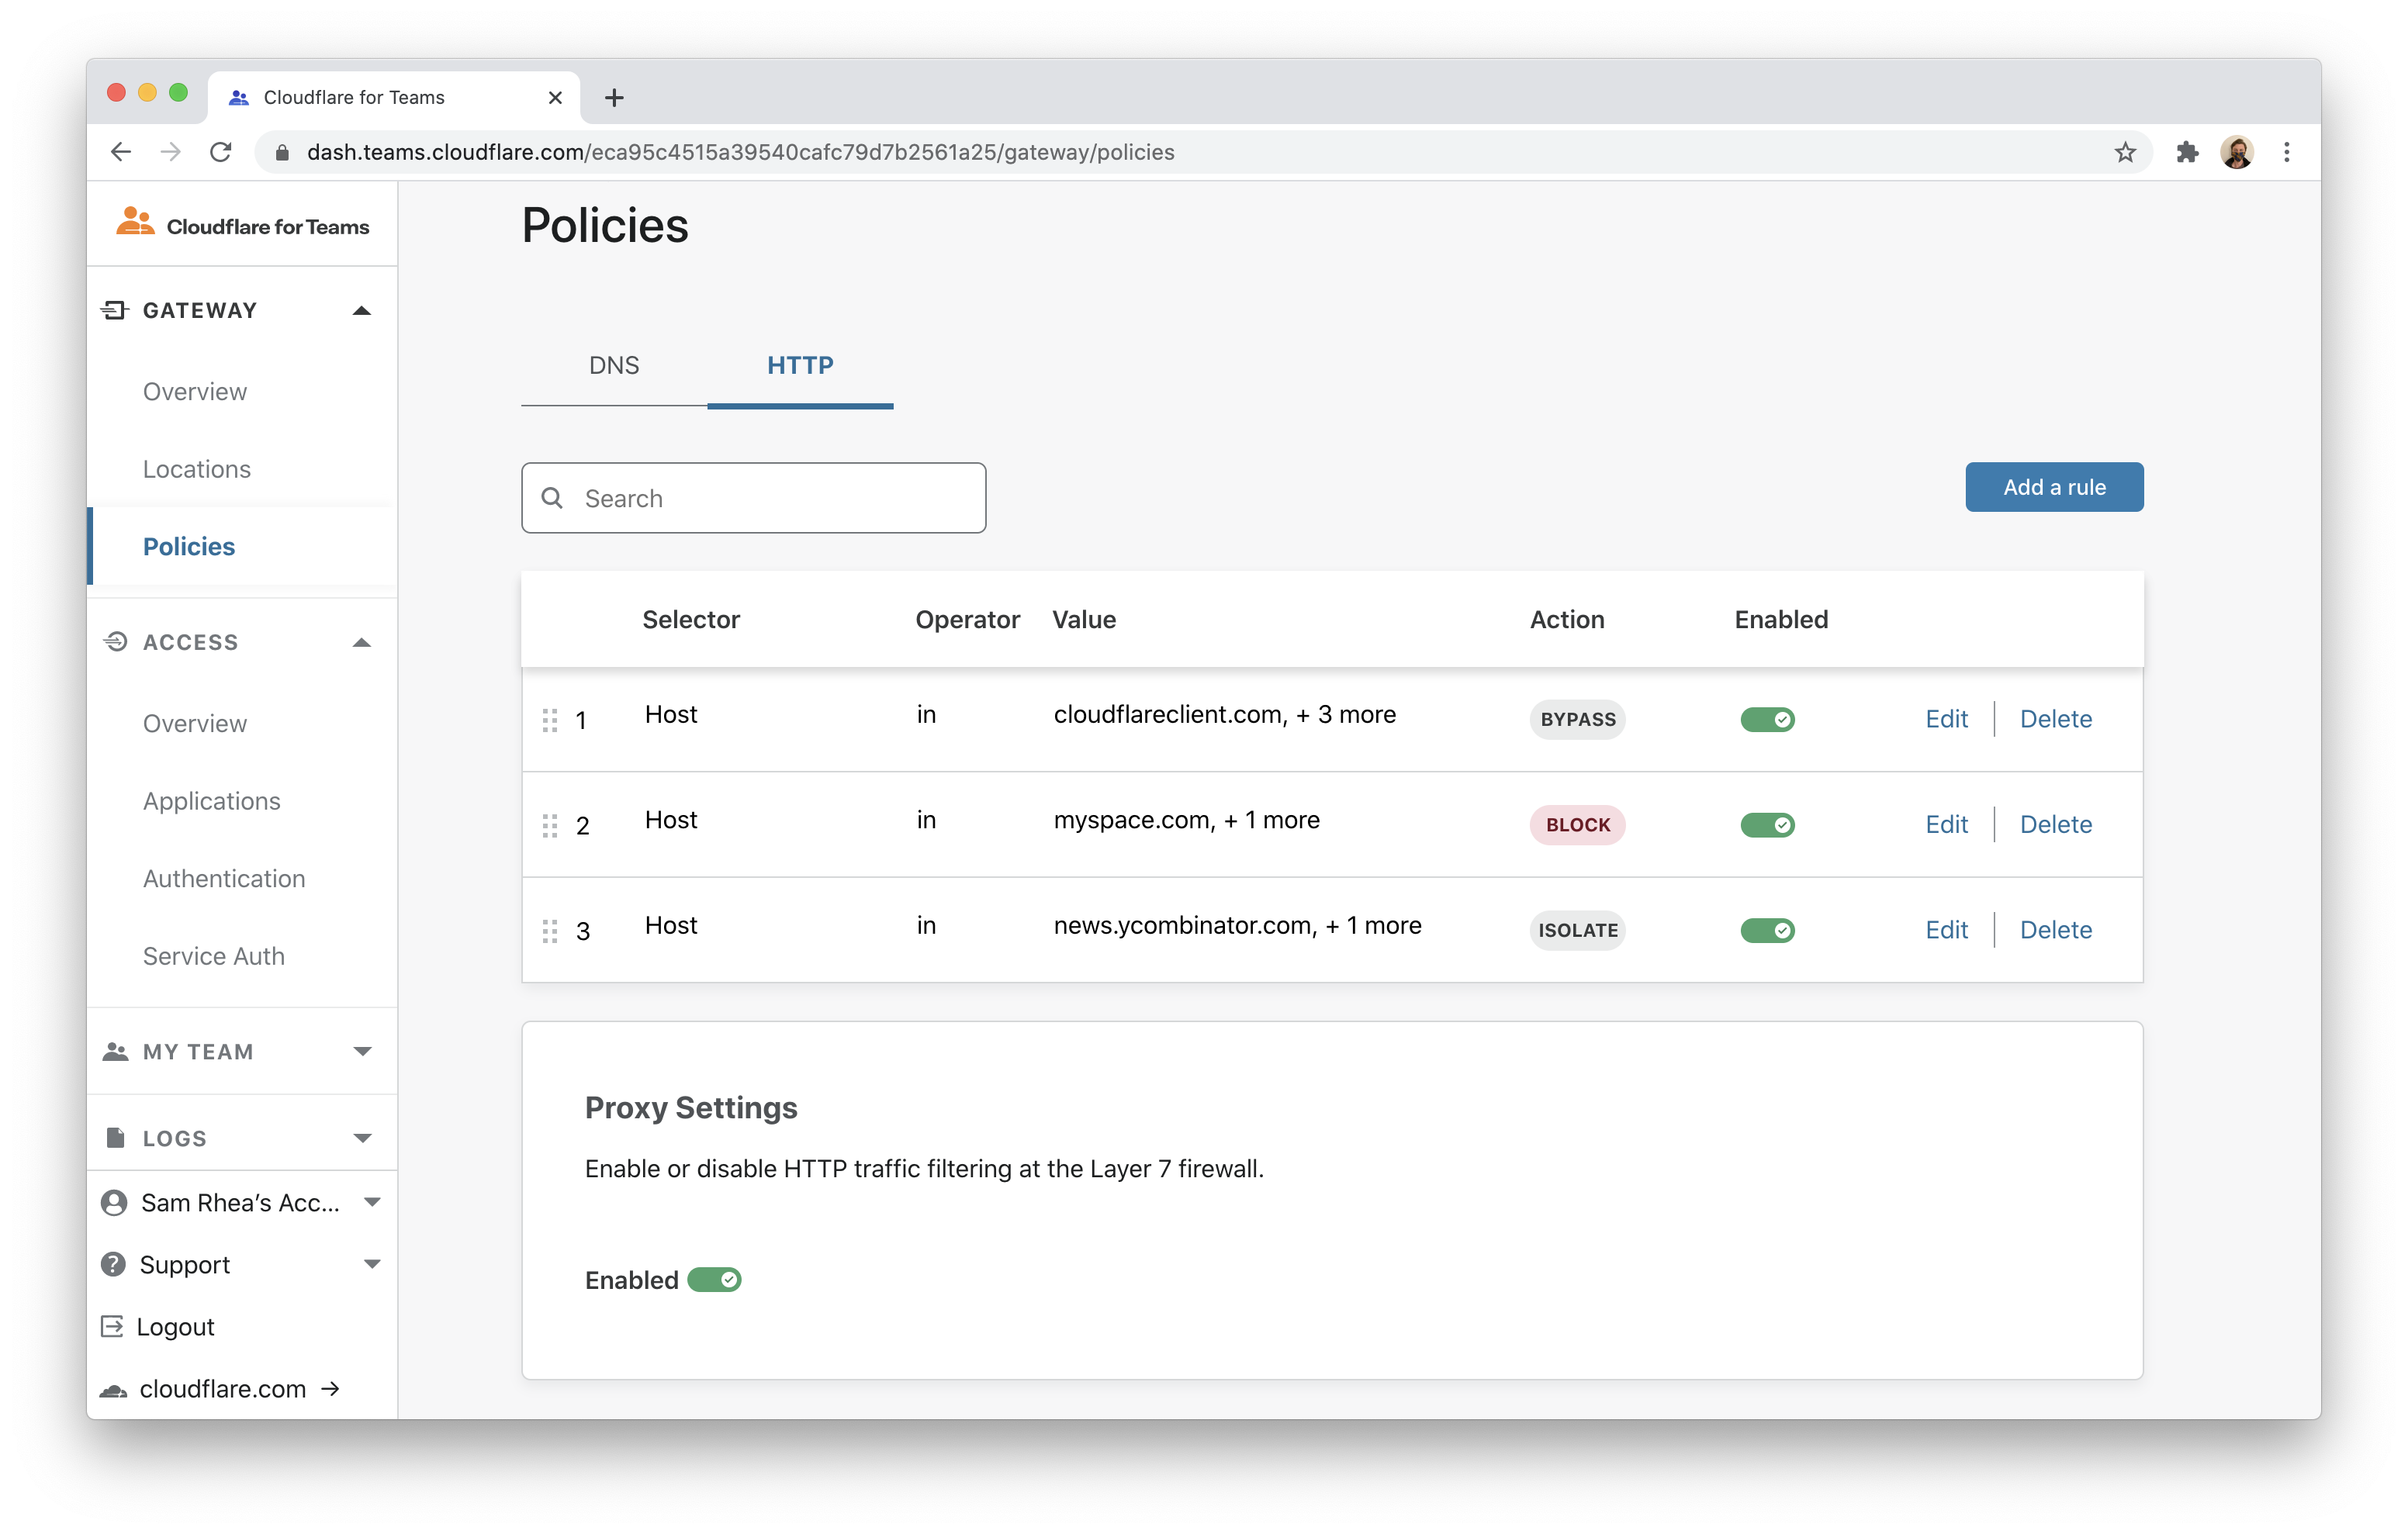 Cloudflare for Teams
dash.teams.cloudflare.com/eca95c4515a39540cafc79d7b2561a25/gateway/policies
Cloudflare for Teams
GATEWAY
Overview
Locations
Policies
ACCESS
Overview
Applications
Authentication
Service Auth
MY TEAM
LOGS
Sam Rhea’s Acc...
Support
Logout
cloudflare.com →
Policies
DNS HTTP
Search
Add a rule
Selector Operator Value Action Enabled
1 Host in cloudflareclient.com, + 3 more BYPASS Edit Delete
2 Host in myspace.com, + 1 more BLOCK Edit Delete
3 Host in news.ycombinator.com, + 1 more ISOLATE Edit Delete
Proxy Settings
Enable or disable HTTP traffic filtering at the Layer 7 firewall.
Enabled